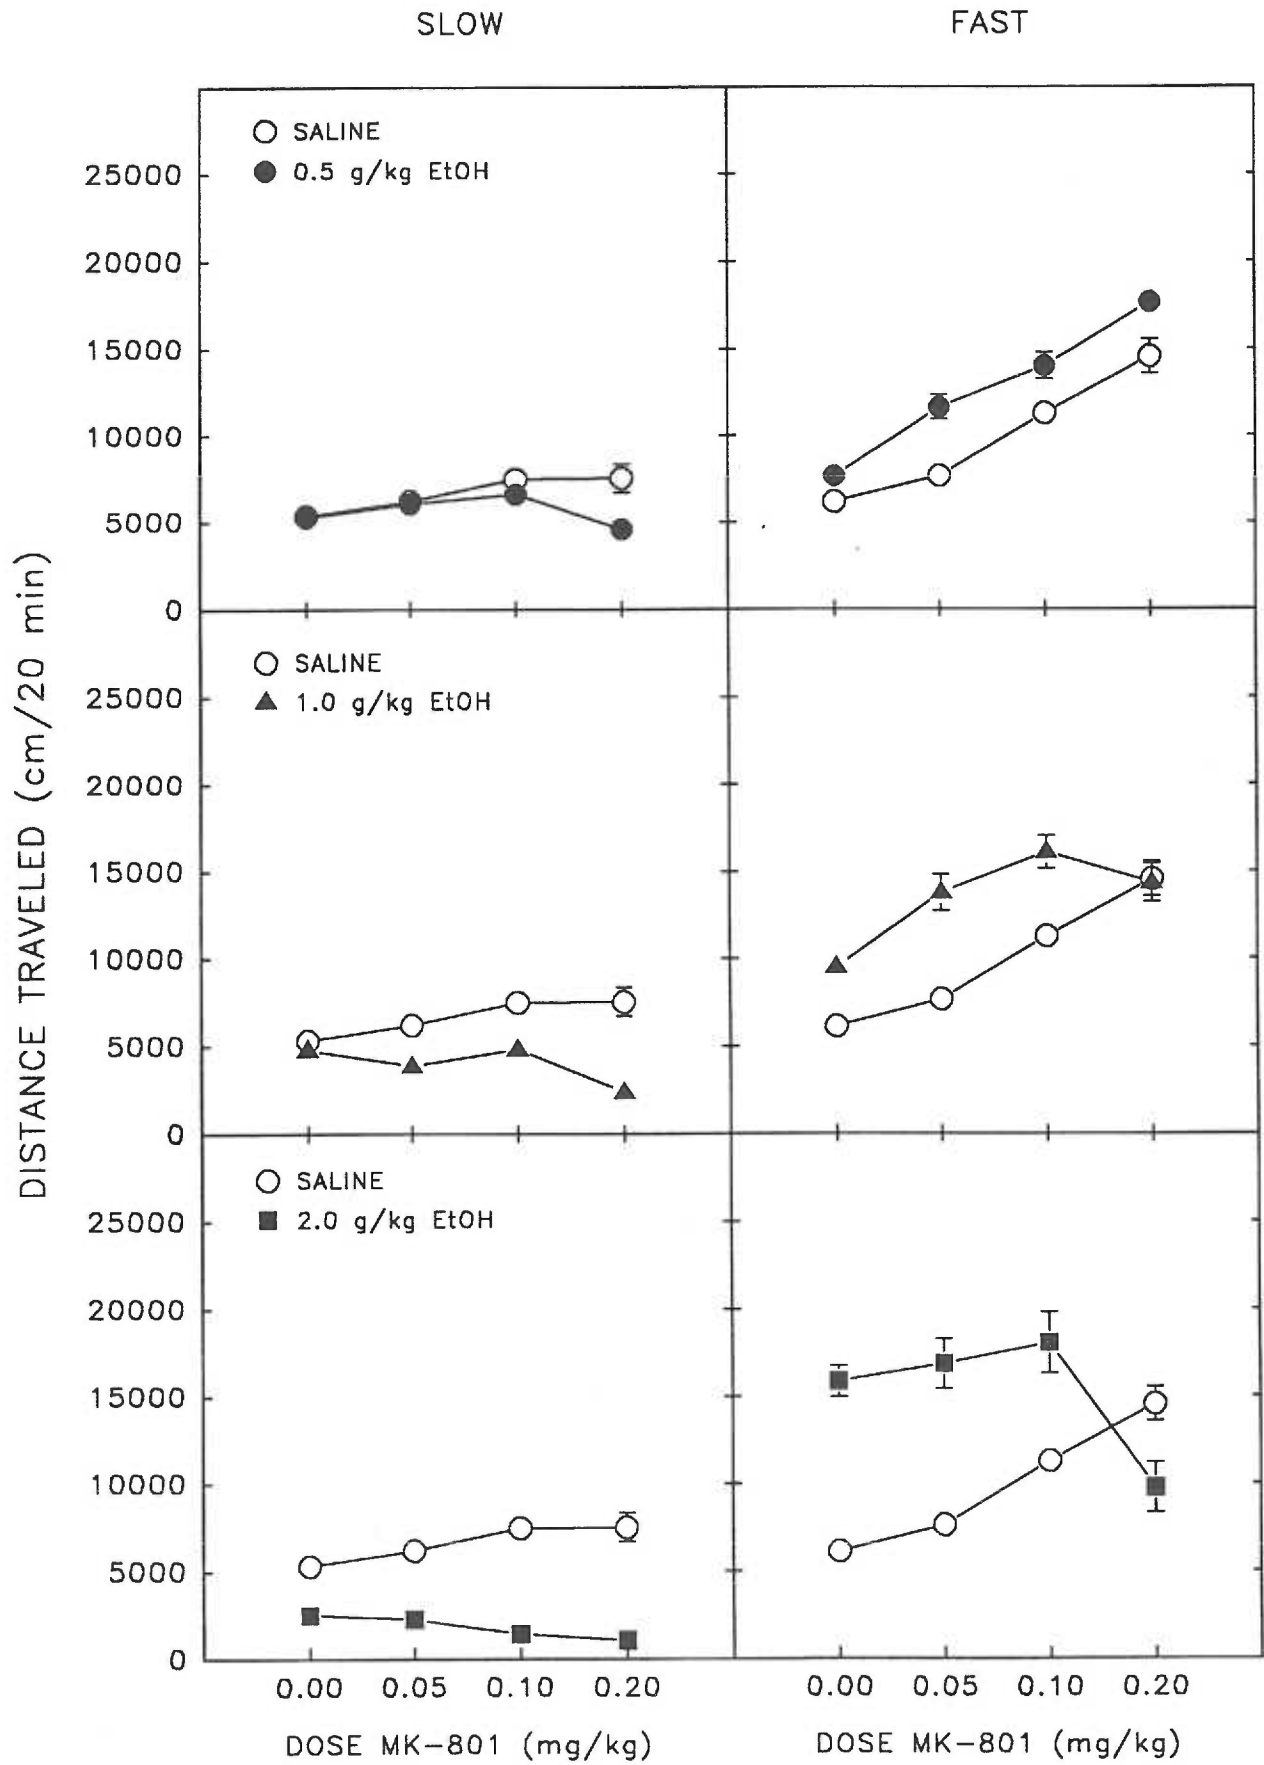 SLOW
FAST
SALINE
0.5 g/kg EtOH
25000
20000
15000
10000
5000
0
SALINE
1.0 g/kg EtOH
25000
20000
15000
10000
5000
0
SALINE
2.0 g/kg EtOH
25000
20000
15000
10000
5000
0
DISTANCE TRAVELED (cm/20 min)
0.00 0.05 0.10 0.20
0.00 0.05 0.10 0.20
DOSE MK-801 (mg/kg)
DOSE MK-801 (mg/kg)